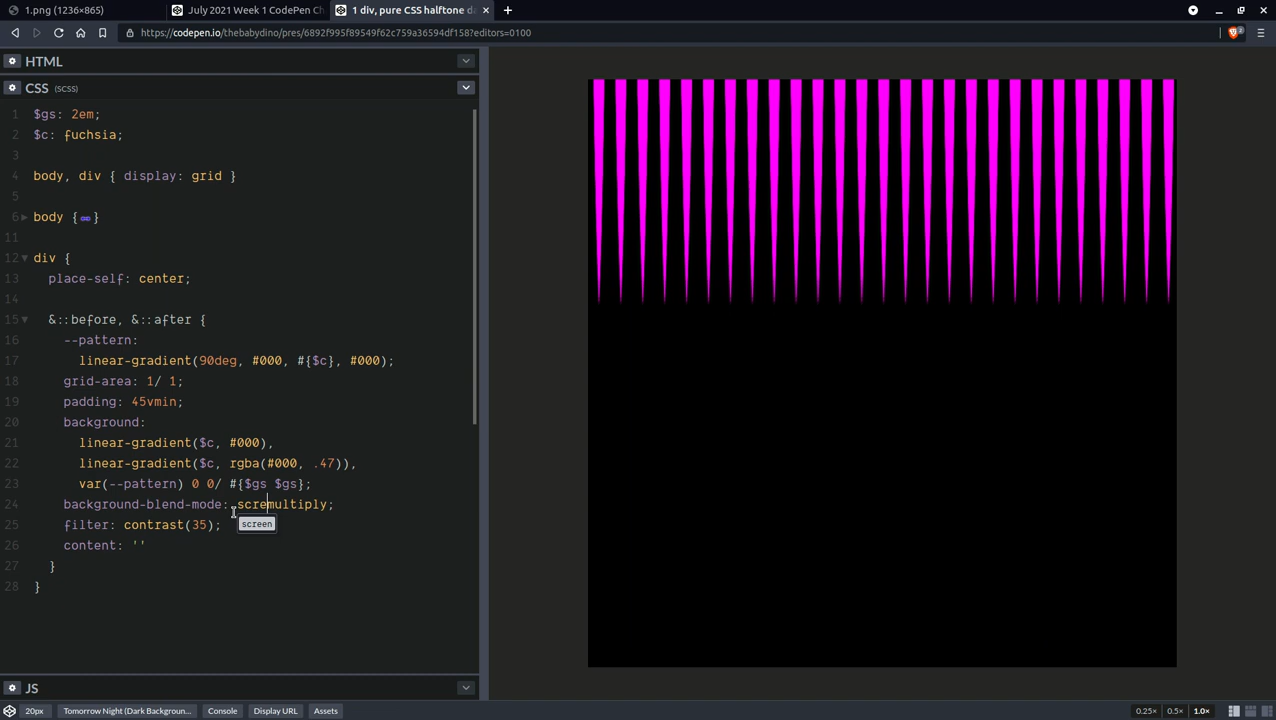 1.png (1236×865)
July 2021 Week 1 CodePen Ch
1 div, pure CSS halftone da
https://codepen.io/thebabydino/pres/6892f995f89549f62c759a36594df158?editors=0100
2
HTML
CSS (SCSS)
1 $gs: 2em;
2 $c: fuchsia;
3
4 body, div { display: grid }
5
6 body {↔}
11
12 div {
13 place-self: center;
14
15 &::before, &::after {
16 --pattern:
17 linear-gradient(90deg, #000, #{$c}, #000);
18 grid-area: 1/ 1;
19 padding: 45vmin;
20 background:
21 linear-gradient($c, #000),
22 linear-gradient($c, rgba(#000, .47)),
23 var(--pattern) 0 0/ #{$gs $gs};
24 background-blend-mode: scremultiply;
25 filter: contrast(35);
screen
26 content: ''
27 }
28 }
JS
20px Tomorrow Night (Dark Backgroun... Console Display URL Assets
0.25× 0.5× 1.0×